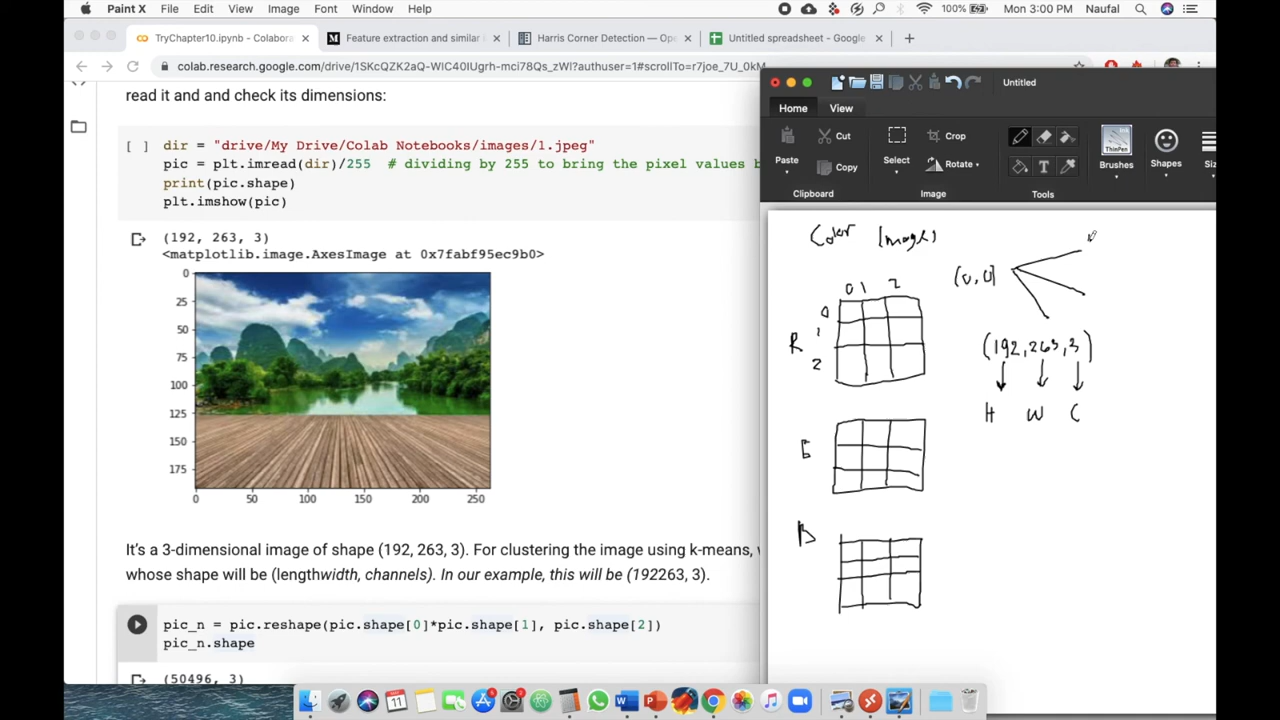 Paint X File Edit View Image Font Window Help 100% Mon 3:00 PM Naufal
TryChapter10.ipynb - Colabora Feature extraction and similar Harris Corner Detection — Ope Untitled spreadsheet - Google
colab.research.google.com/drive/1SKcQZK2aQ-WiC40IUgrh-mci78Qs_zWi?authuser=1#scrollTo=r7joe_7U_0kM
read it and and check its dimensions:
[ ] dir = "drive/My Drive/Colab Notebooks/images/1.jpeg"
pic = plt.imread(dir)/255 # dividing by 255 to bring the pixel values b
print(pic.shape)
plt.imshow(pic)
(192, 263, 3)
<matplotlib.image.AxesImage at 0x7fabf95ec9b0>
0
25
50
75
100
125
150
175
0 50 100 150 200 250
It's a 3-dimensional image of shape (192, 263, 3). For clustering the image using k-means,
whose shape will be (lengthwidth, channels). In our example, this will be (192263, 3).
pic_n = pic.reshape(pic.shape[0]*pic.shape[1], pic.shape[2])
pic_n.shape
(50496, 3)
Untitled
Home View
Paste Cut Copy Select Crop Rotate Brushes Shapes
Ink
ThinPen
Clipboard Image Tools
Color Images
(0,0)
0 1 2
0
1
2
R
(192,263,3)
H W C
B
11